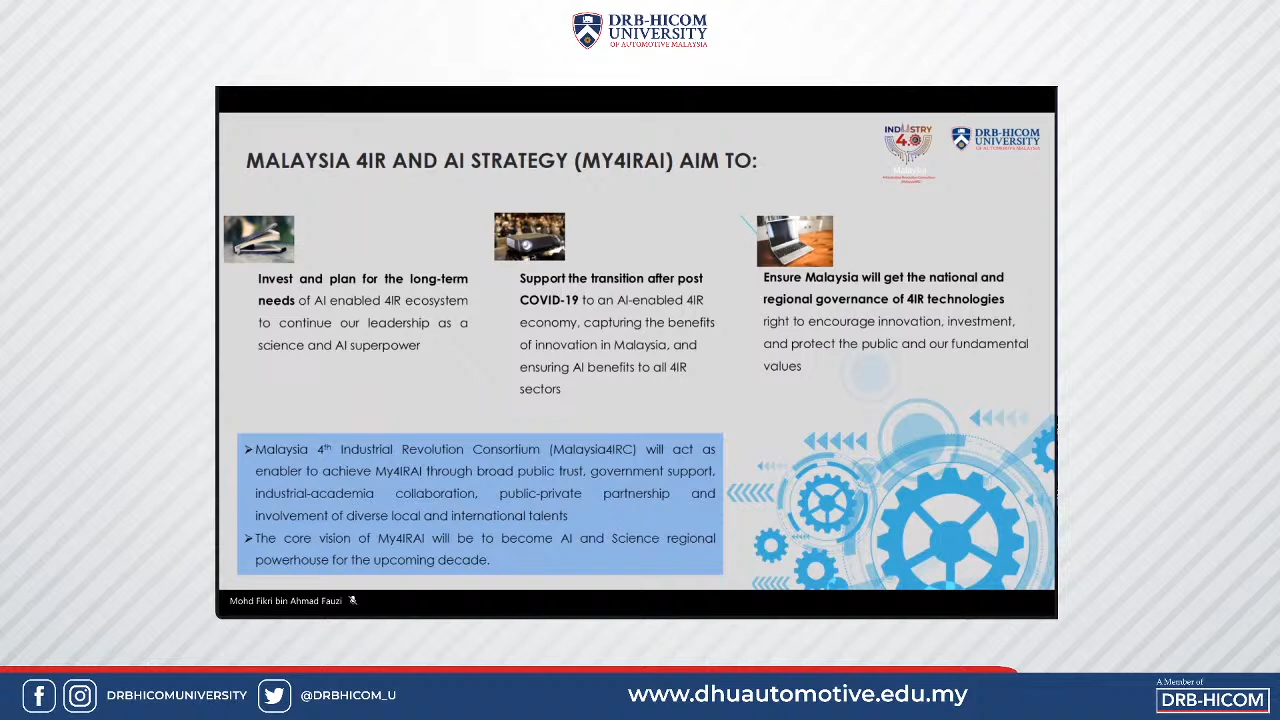 DRB-HICOM
UNIVERSITY
OF AUTOMOTIVE MALAYSIA
INDUSTRY
4.0
Malaysia
DRB-HICOM
UNIVERSITY
OF AUTOMOTIVE MALAYSIA
MALAYSIA 4IR AND AI STRATEGY (MY4IRAI) AIM TO:
Invest and plan for the long-term
needs of AI enabled 4IR ecosystem
to continue our leadership as a
science and AI superpower
Support the transition after post
COVID-19 to an AI-enabled 4IR
economy, capturing the benefits
of innovation in Malaysia, and
ensuring AI benefits to all 4IR
sectors
Ensure Malaysia will get the national and
regional governance of 4IR technologies
right to encourage innovation, investment,
and protect the public and our fundamental
values
➢Malaysia 4th Industrial Revolution Consortium (Malaysia4IRC) will act as
enabler to achieve My4IRAI through broad public trust, government support,
industrial-academia collaboration, public-private partnership and
involvement of diverse local and international talents
➢The core vision of My4IRAI will be to become AI and Science regional
powerhouse for the upcoming decade.
Mohd Fikri bin Ahmad Fauzi
DRBHICOMUNIVERSITY
@DRBHICOM_U
www.dhuautomotive.edu.my
A Member of
DRB-HICOM